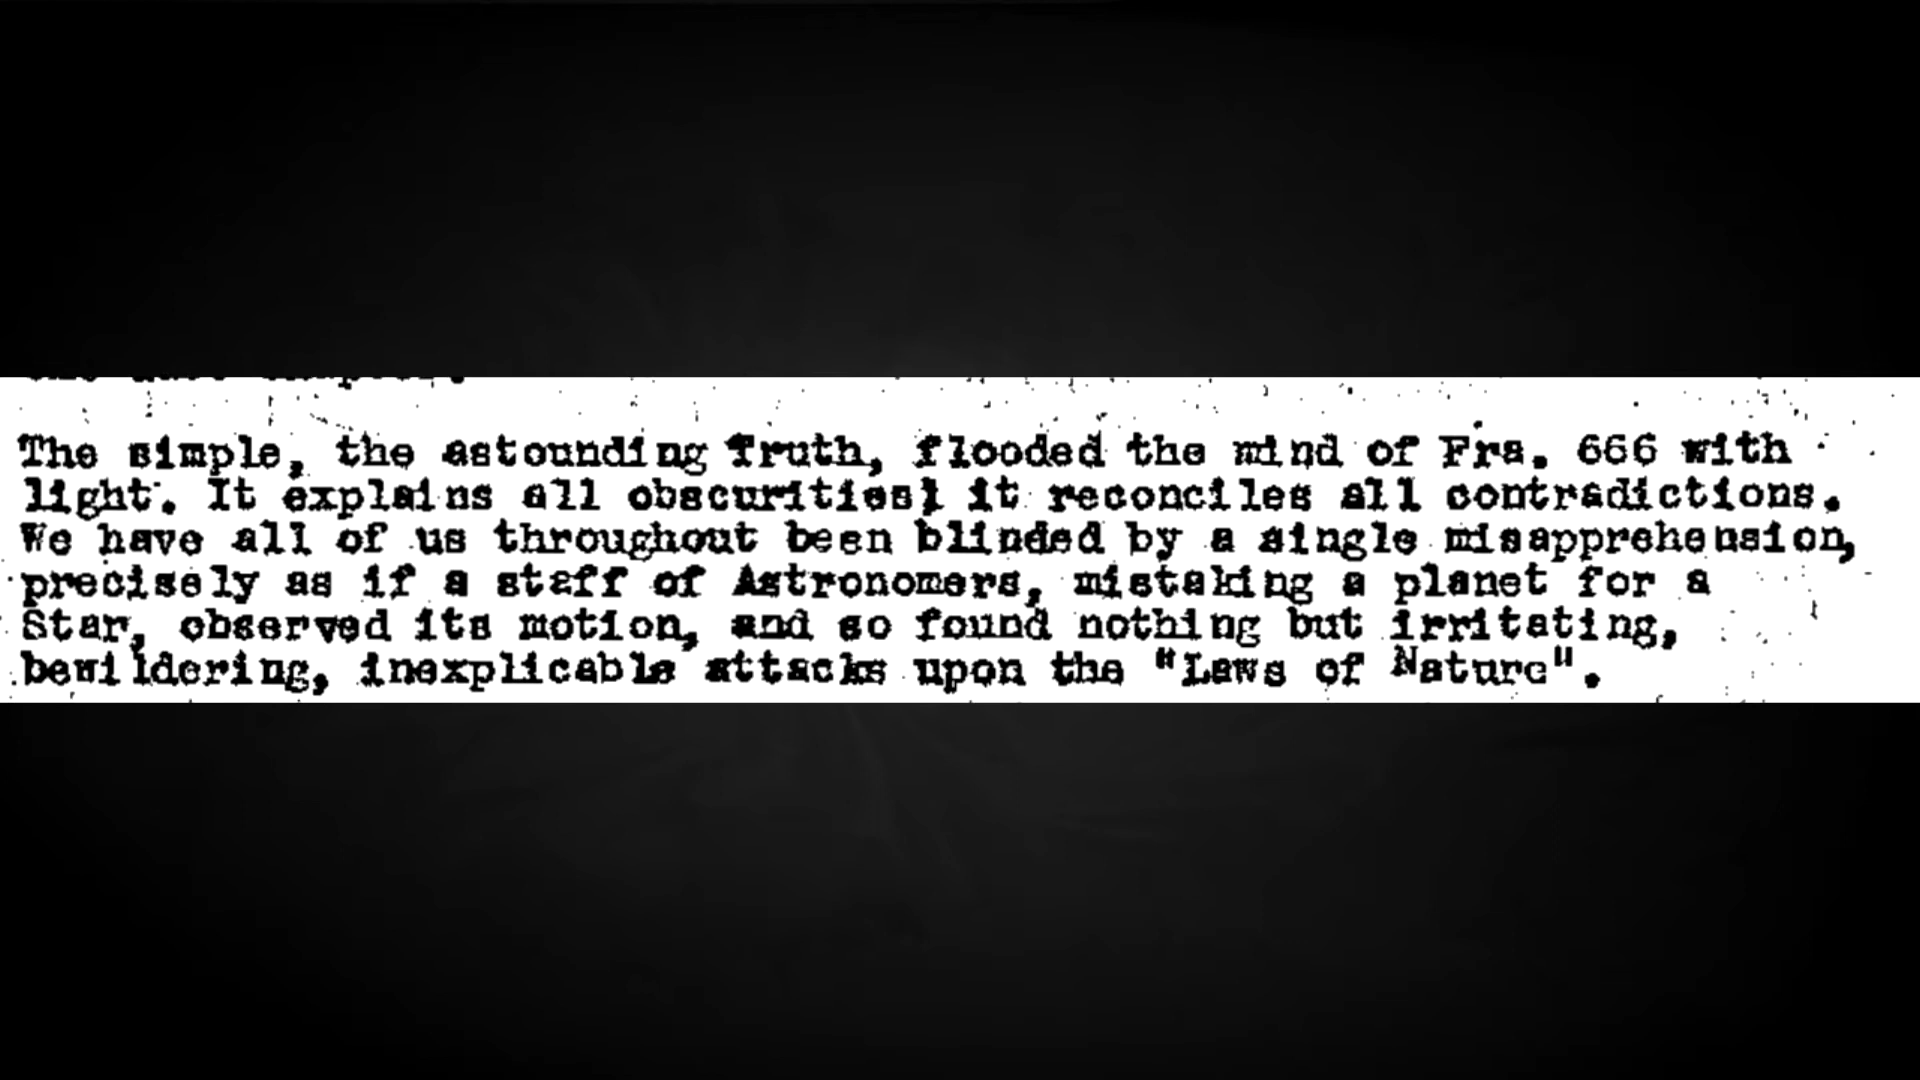 The simple, the astounding Truth, flooded the mind of Fra. 666 with
light. It explains all obscurities; it reconciles all contradictions.
We have all of us throughout been blinded by a single misapprehension,
precisely as if a staff of Astronomers, mistaking a planet for a
Star, observed its motion, and so found nothing but irritating,
bewildering, inexplicable attacks upon the "Laws of Nature".